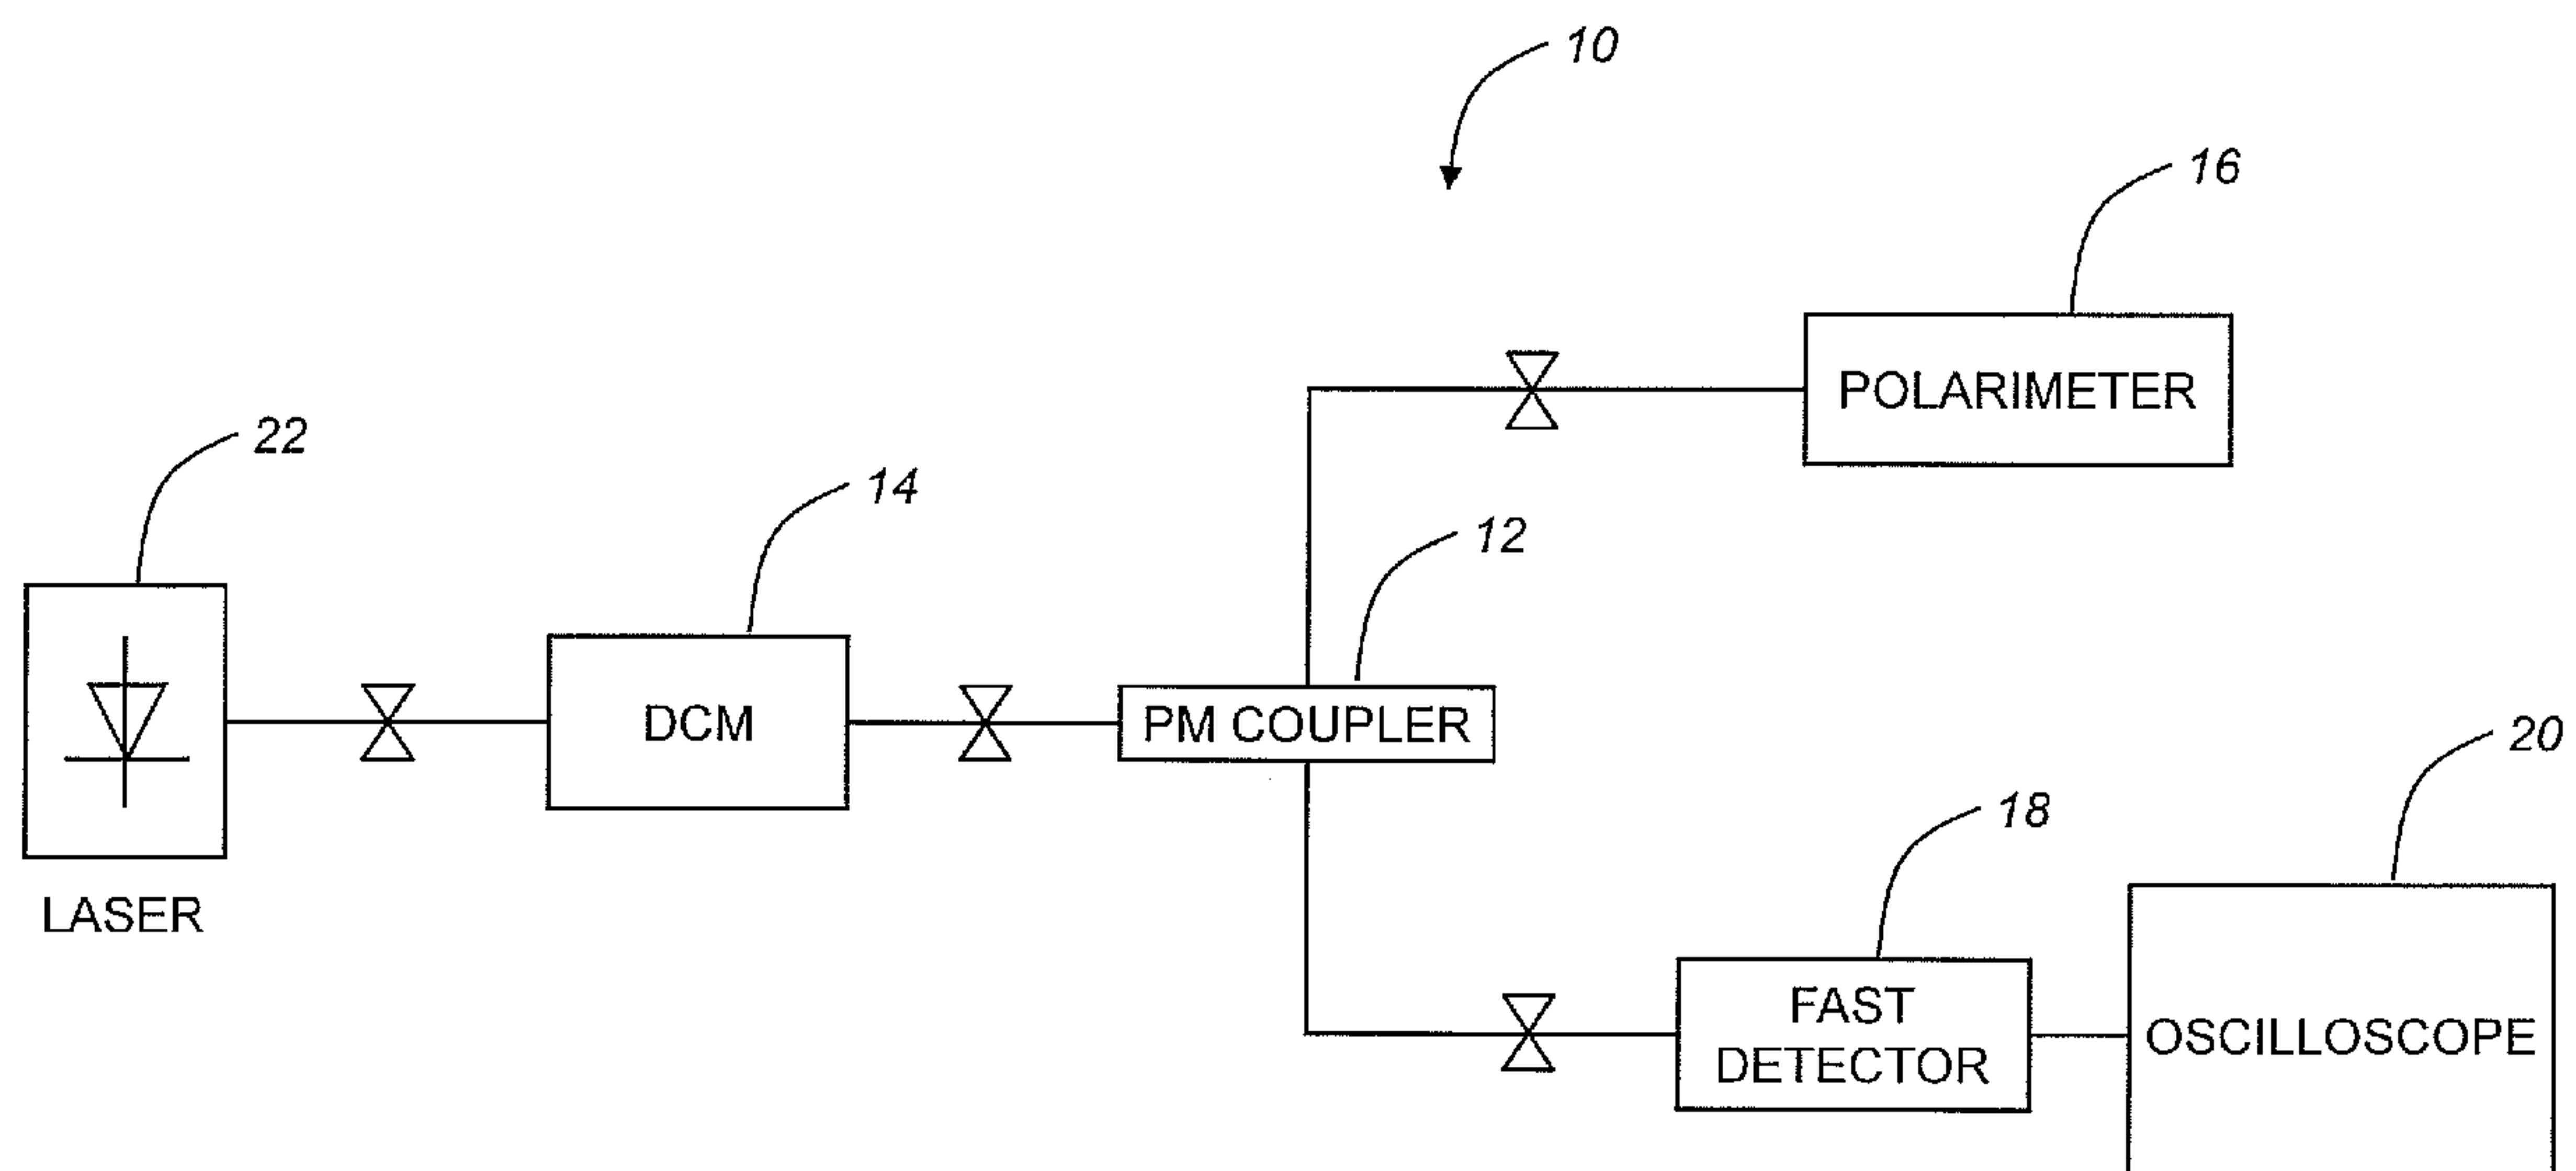 10
16
POLARIMETER
22
14
12
LASER
DCM
PM COUPLER
20
18
FAST
DETECTOR
OSCILLOSCOPE